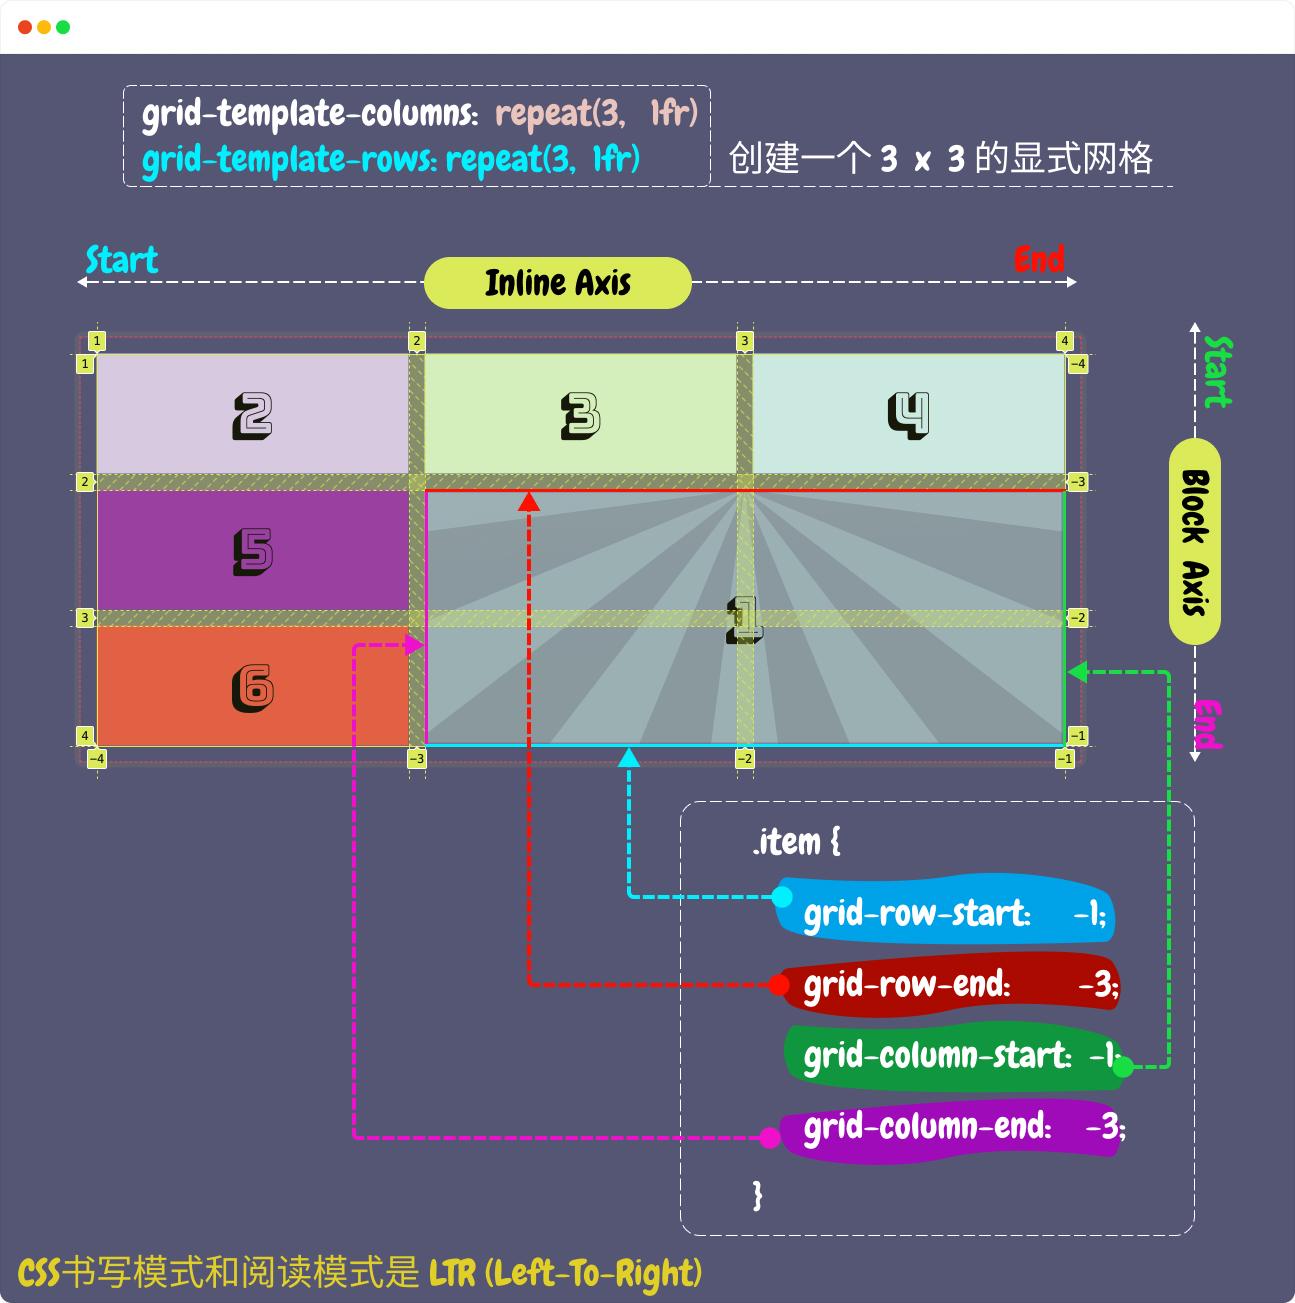 grid-template-columns: repeat(3, 1fr)
grid-template-rows: repeat(3, 1fr)
创建一个 3 x 3 的显式网格
Start
End
Inline Axis
1
2
3
4
1
-4
2
3
4
Start
2
-3
Block Axis
5
1
3
-2
6
End
4
-1
-4
-3
-2
-1
.item {
grid-row-start: -1;
grid-row-end: -3;
grid-column-start: -1;
grid-column-end: -3;
}
CSS书写模式和阅读模式是 LTR (Left-To-Right)